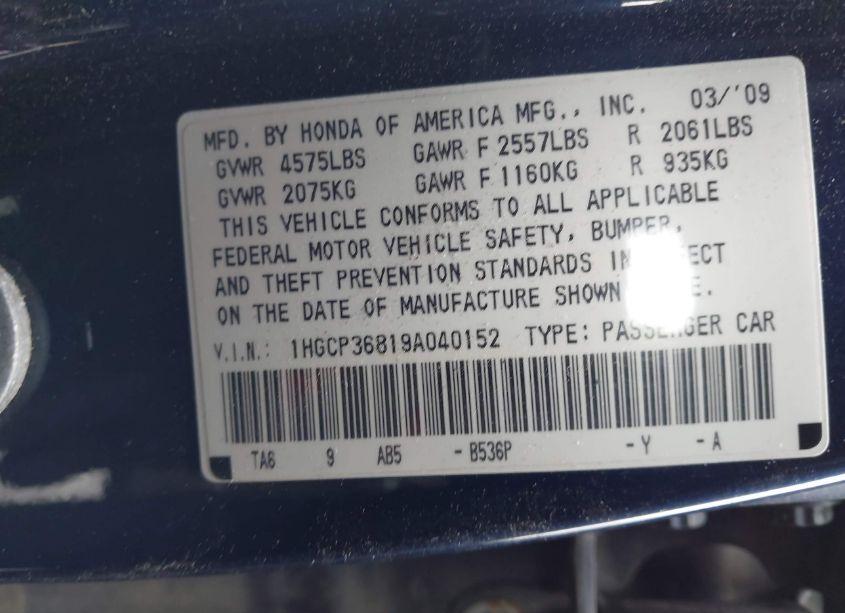 MFD. BY HONDA OF AMERICA MFG., INC. 03/'09
GVWR 4575LBS GAWR F 2557LBS R 2061LBS
GVWR 2075KG GAWR F 1160KG R 935KG
THIS VEHICLE CONFORMS TO ALL APPLICABLE
FEDERAL MOTOR VEHICLE SAFETY, BUMPER,
AND THEFT PREVENTION STANDARDS IN
ON THE DATE OF MANUFACTURE SHOWN
V.I.N.: 1HGCP36819A040152 TYPE: PASSENGER CAR
TA6 9 AB5 - B536P - Y - A